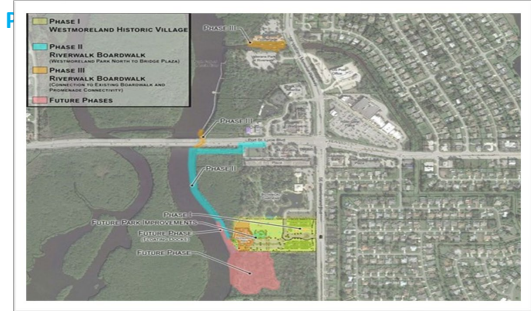 P
PHASE I
WESTMORELAND HISTORIC VILLAGE
PHASE II
RIVERWALK BOARDWALK
(WESTMORELAND PARK NORTH TO BRIDGE PLAZA)
PHASE III
RIVERWALK BOARDWALK
(CONNECTION TO EXISTING BOARDWALK AND
PROMENADE CONNECTIVITY)
FUTURE PHASES
PHASE III
PHASE III
PHASE II
PHASE I
FUTURE PARK IMPROVEMENTS
FUTURE PHASE
(FLOATING DOCKS)
FUTURE PHASE